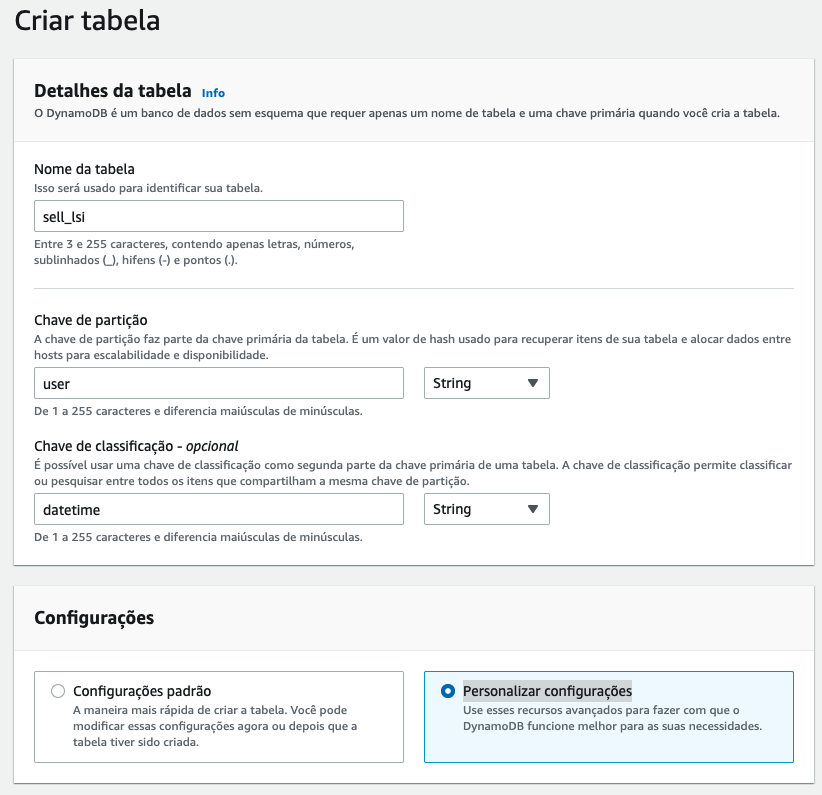 Criar tabela
Detalhes da tabela Info
O DynamoDB é um banco de dados sem esquema que requer apenas um nome de tabela e uma chave primária quando você cria a tabela.
Nome da tabela
Isso será usado para identificar sua tabela.
sell_lsi
Entre 3 e 255 caracteres, contendo apenas letras, números,
sublinhados (_), hifens (-) e pontos (.).
Chave de partição
A chave de partição faz parte da chave primária da tabela. É um valor de hash usado para recuperar itens de sua tabela e alocar dados entre
hosts para escalabilidade e disponibilidade.
user String
De 1 a 255 caracteres e diferencia maiúsculas de minúsculas.
Chave de classificação - opcional
É possível usar uma chave de classificação como segunda parte da chave primária de uma tabela. A chave de classificação permite classificar
ou pesquisar entre todos os itens que compartilham a mesma chave de partição.
datetime String
De 1 a 255 caracteres e diferencia maiúsculas de minúsculas.
Configurações
Configurações padrão
A maneira mais rápida de criar a tabela. Você pode
modificar essas configurações agora ou depois que a
tabela tiver sido criada.
Personalizar configurações
Use esses recursos avançados para fazer com que o
DynamoDB funcione melhor para as suas necessidades.